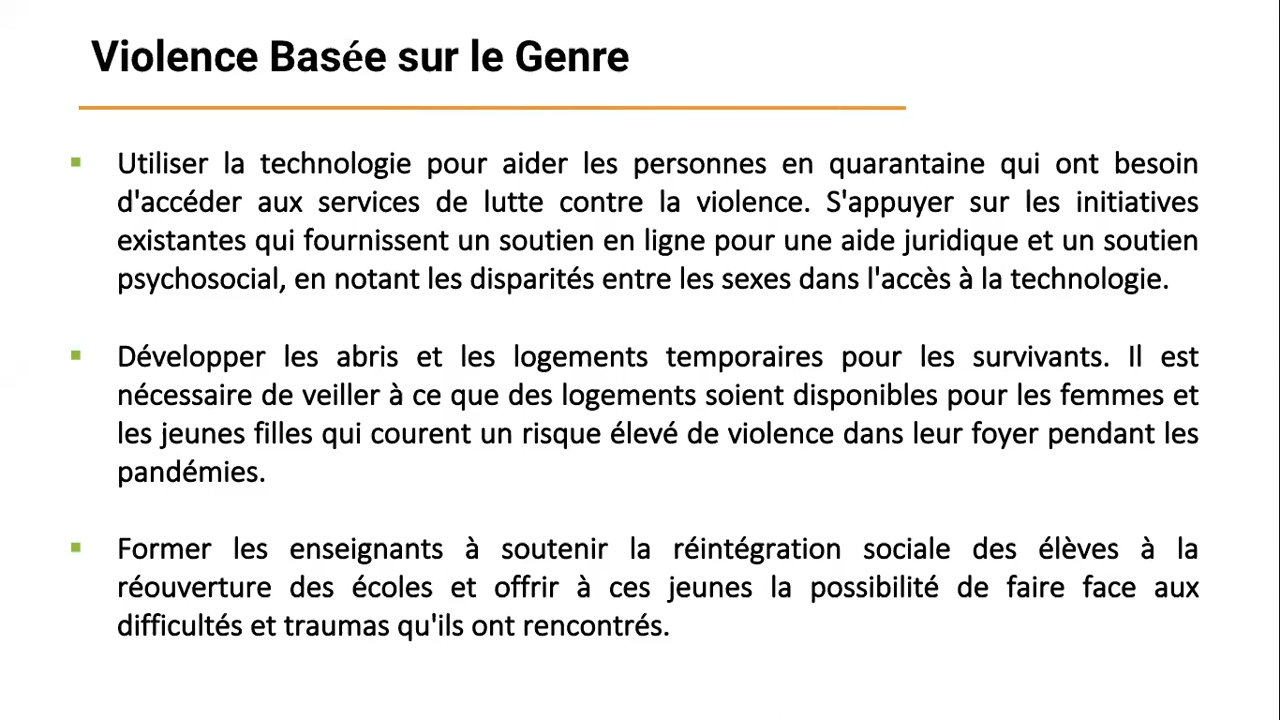 Violence Basée sur le Genre
Utiliser la technologie pour aider les personnes en quarantaine qui ont besoin
d'accéder aux services de lutte contre la violence. S'appuyer sur les initiatives
existantes qui fournissent un soutien en ligne pour une aide juridique et un soutien
psychosocial, en notant les disparités entre les sexes dans l'accès à la technologie.
Développer les abris et les logements temporaires pour les survivants. Il est
nécessaire de veiller à ce que des logements soient disponibles pour les femmes et
les jeunes filles qui courent un risque élevé de violence dans leur foyer pendant les
pandémies.
Former les enseignants à soutenir la réintégration sociale des élèves à la
réouverture des écoles et offrir à ces jeunes la possibilité de faire face aux
difficultés et traumas qu'ils ont rencontrés.